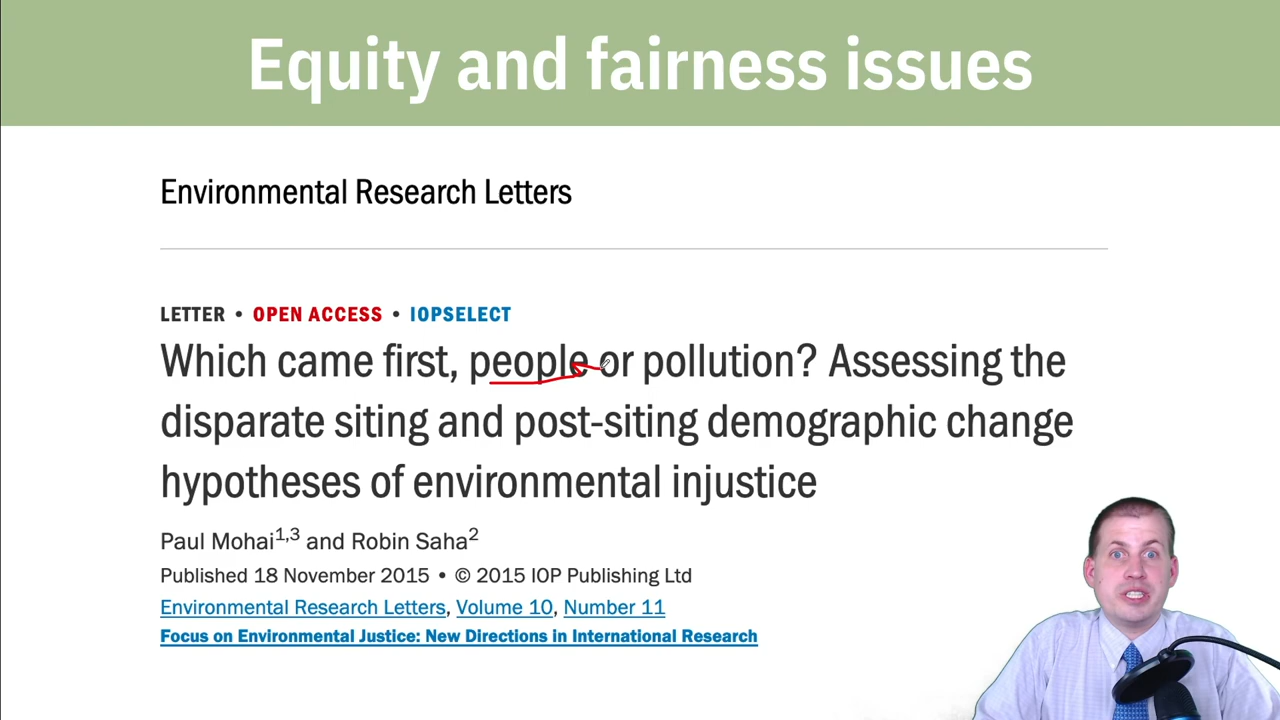 Equity and fairness issues
Environmental Research Letters
LETTER • OPEN ACCESS • IOPSELECT
Which came first, people or pollution? Assessing the
disparate siting and post-siting demographic change
hypotheses of environmental injustice
Paul Mohai1,3 and Robin Saha2
Published 18 November 2015 • © 2015 IOP Publishing Ltd
Environmental Research Letters, Volume 10, Number 11
Focus on Environmental Justice: New Directions in International Research